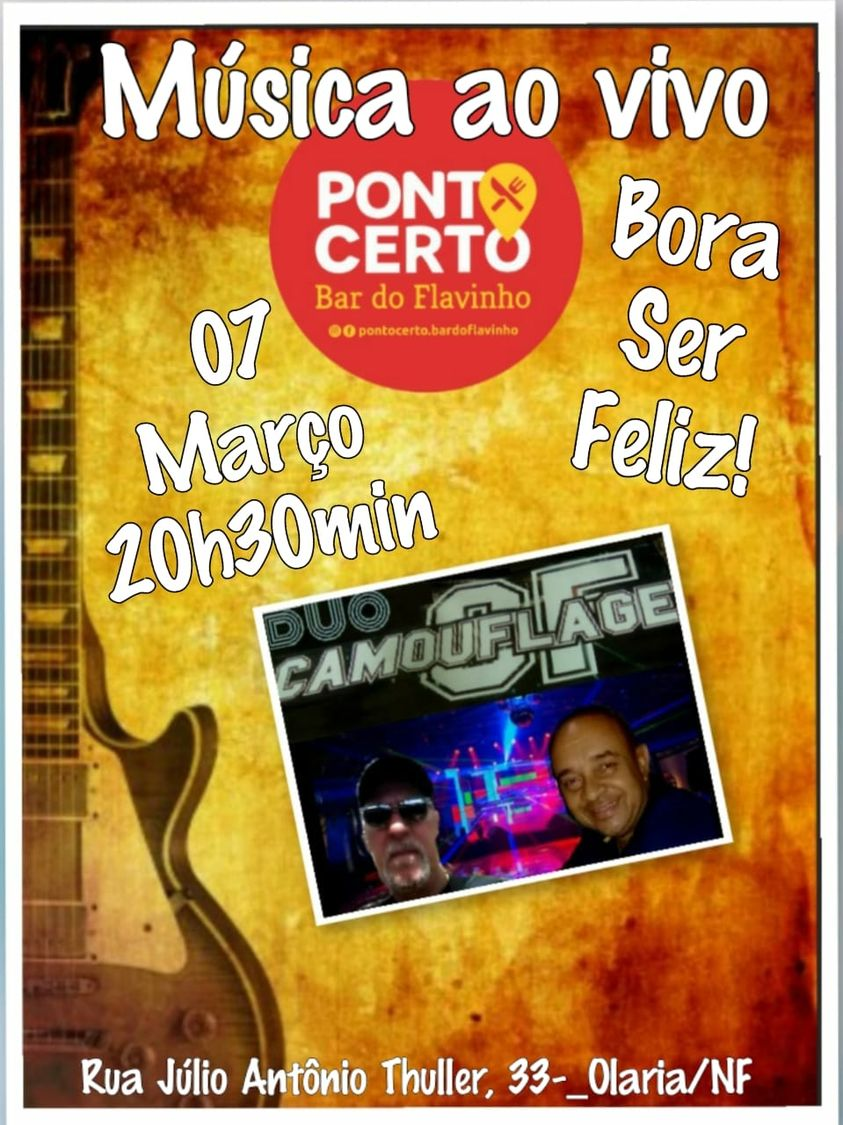 Música ao vivo
PONTO
CERTO
Bar do Flavinho
pontocerto.bardoflavinho
Bora
Ser
Feliz!
07
Março
20h30min
DUO
CAMOUFLAGE
Rua Júlio Antônio Thuller, 33-_Olaria/NF